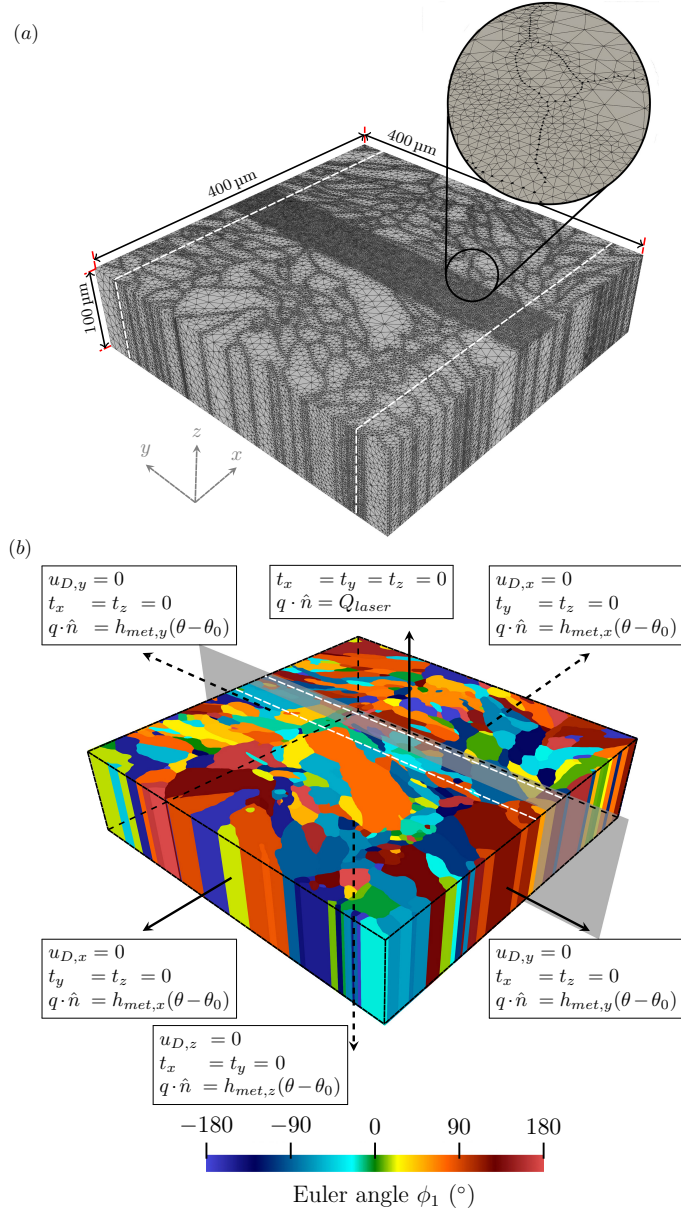 (a)
400 µm
400 µm
100 µm
z
y
x
(b)
u_{D,y} = 0
t_x = t_z = 0
q · n̂ = h_{met,y}(θ−θ_0)
t_x = t_y = t_z = 0
q · n̂ = Q_{laser}
u_{D,x} = 0
t_y = t_z = 0
q · n̂ = h_{met,x}(θ−θ_0)
u_{D,x} = 0
t_y = t_z = 0
q · n̂ = h_{met,x}(θ−θ_0)
u_{D,y} = 0
t_x = t_z = 0
q · n̂ = h_{met,y}(θ−θ_0)
u_{D,z} = 0
t_x = t_y = 0
q · n̂ = h_{met,z}(θ−θ_0)
−180 −90 0 90 180
Euler angle ϕ_1 (°)